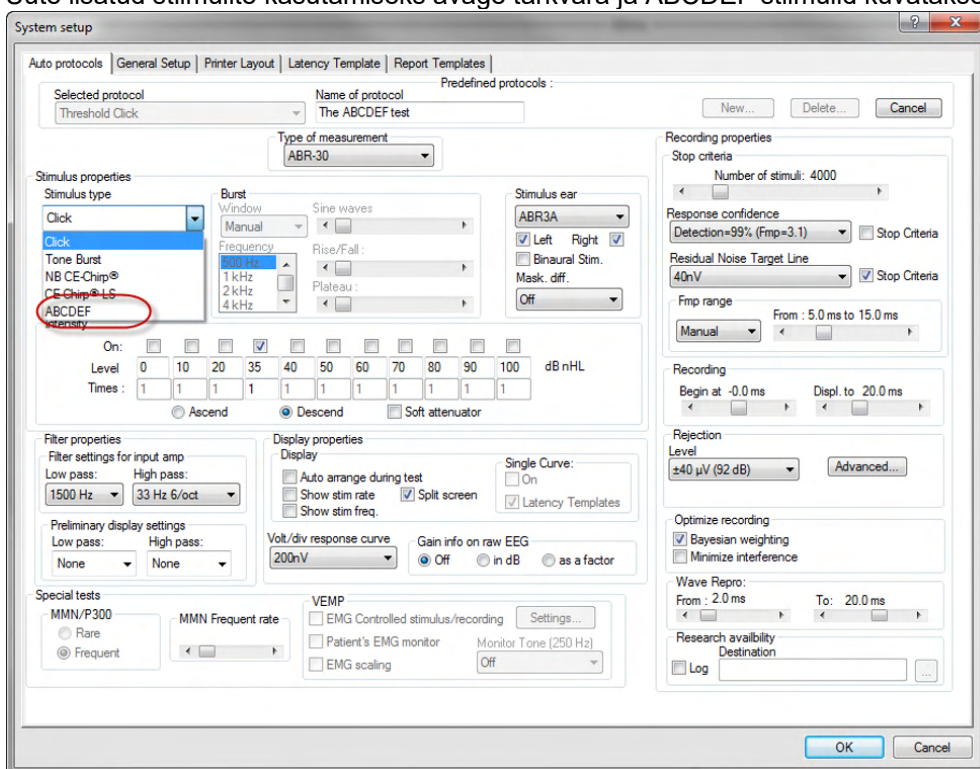 System setup
Auto protocols General Setup Printer Layout Latency Template Report Templates
Predefined protocols :
Selected protocol Name of protocol
Threshold Click The ABCDEF test New... Delete... Cancel
Type of measurement
ABR-30
Stimulus properties
Stimulus type
Click
Click
Tone Burst
NB CE-Chirp®
CE-Chirp® LS
ABCDEF
Intensity
Burst
Window Sine waves
Manual
Frequency Rise/Fall :
500 Hz
1 kHz
2 kHz
4 kHz
Plateau :
Stimulus ear
ABR3A
Left Right
Binaural Stim.
Mask. diff.
Off
On:
Level 0 10 20 35 40 50 60 70 80 90 100 dB nHL
Times : 1 1 1 1 1 1 1 1 1 1 1
Ascend Descend Soft attenuator
Filter properties
Filter settings for input amp
Low pass: High pass:
1500 Hz 33 Hz 6/oct
Preliminary display settings
Low pass: High pass:
None None
Display properties
Display
Auto arrange during test
Show stim rate Split screen
Show stim freq.
Single Curve:
On
Latency Templates
Volt/div response curve
200nV
Gain info on raw EEG
Off in dB as a factor
Special tests
MMN/P300
Rare
Frequent
MMN Frequent rate
VEMP
EMG Controlled stimulus/recording Settings...
Patient's EMG monitor Monitor Tone (250 Hz)
EMG scaling Off
Recording properties
Stop criteria
Number of stimuli: 4000
Response confidence
Detection=99% (Fmp=3.1) Stop Criteria
Residual Noise Target Line
40nV Stop Criteria
Fmp range
From : 5.0 ms to 15.0 ms
Manual
Recording
Begin at -0.0 ms Displ. to 20.0 ms
Rejection
Level
±40 µV (92 dB) Advanced...
Optimize recording
Bayesian weighting
Minimize interference
Wave Repro:
From : 2.0 ms To: 20.0 ms
Research availbility
Destination
Log ...
OK Cancel